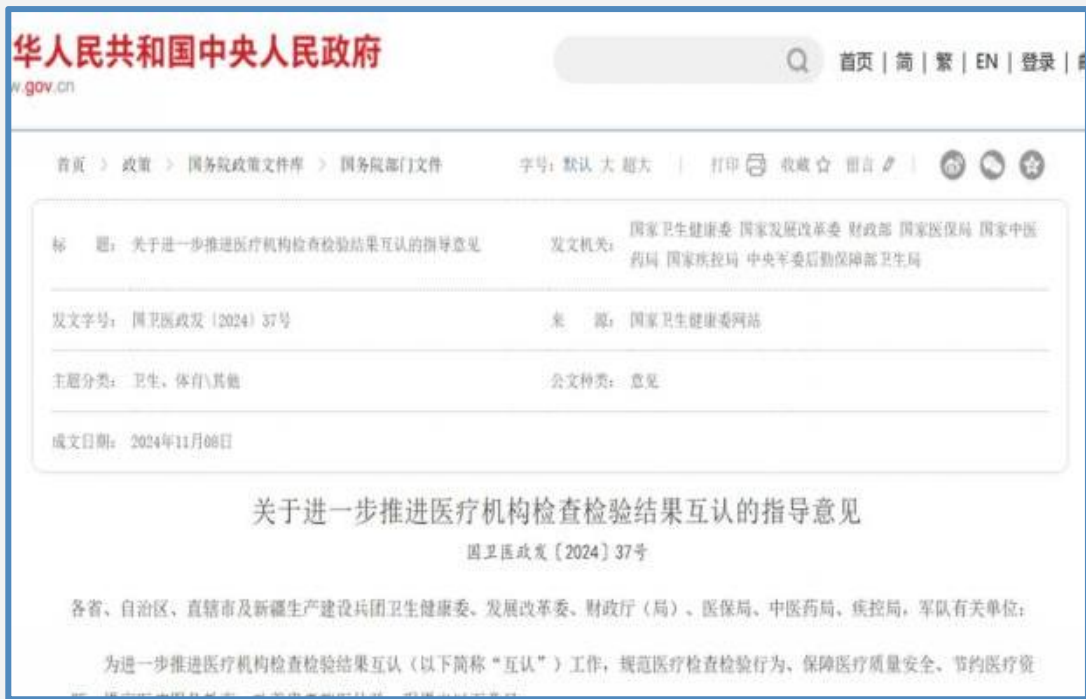 华人民共和国中央人民政府
w.gov.cn
首页 | 简 | 繁 | EN | 登录 |
首页 > 政策 > 国务院政策文件库 > 国务院部门文件
字号：默认 大 超大 | 打印 收藏 留言 |
标 题： 关于进一步推进医疗机构检查检验结果互认的指导意见
发文机关： 国家卫生健康委 国家发展改革委 财政部 国家医保局 国家中医
药局 国家疾控局 中央军委后勤保障部卫生局
发文字号： 国卫医政发〔2024〕37号
来 源： 国家卫生健康委网站
主题分类： 卫生、体育\其他
公文种类： 意见
成文日期： 2024年11月08日
关于进一步推进医疗机构检查检验结果互认的指导意见
国卫医政发〔2024〕37号
各省、自治区、直辖市及新疆生产建设兵团卫生健康委、发展改革委、财政厅（局）、医保局、中医药局、疾控局，军队有关单位：
为进一步推进医疗机构检查检验结果互认（以下简称“互认”）工作，规范医疗检查检验行为、保障医疗质量安全、节约医疗资